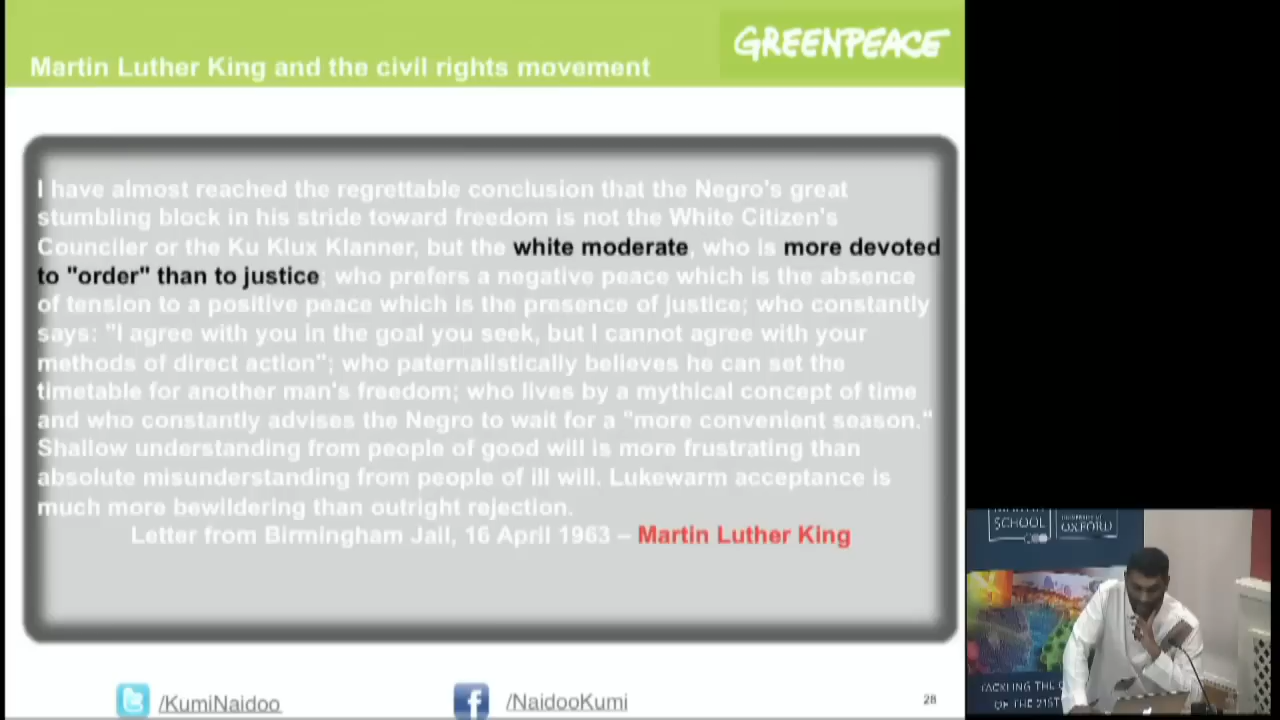 Martin Luther King and the civil rights movement
GREENPEACE
I have almost reached the regrettable conclusion that the Negro's great
stumbling block in his stride toward freedom is not the White Citizen's
Counciler or the Ku Klux Klanner, but the white moderate, who is more devoted
to "order" than to justice; who prefers a negative peace which is the absence
of tension to a positive peace which is the presence of justice; who constantly
says: "I agree with you in the goal you seek, but I cannot agree with your
methods of direct action"; who paternalistically believes he can set the
timetable for another man's freedom; who lives by a mythical concept of time
and who constantly advises the Negro to wait for a "more convenient season."
Shallow understanding from people of good will is more frustrating than
absolute misunderstanding from people of ill will. Lukewarm acceptance is
much more bewildering than outright rejection.
Letter from Birmingham Jail, 16 April 1963 – Martin Luther King
/KumiNaidoo
/NaidooKumi
28
SCHOOL
OXFORD
TACKLING THE
OF THE 21ST